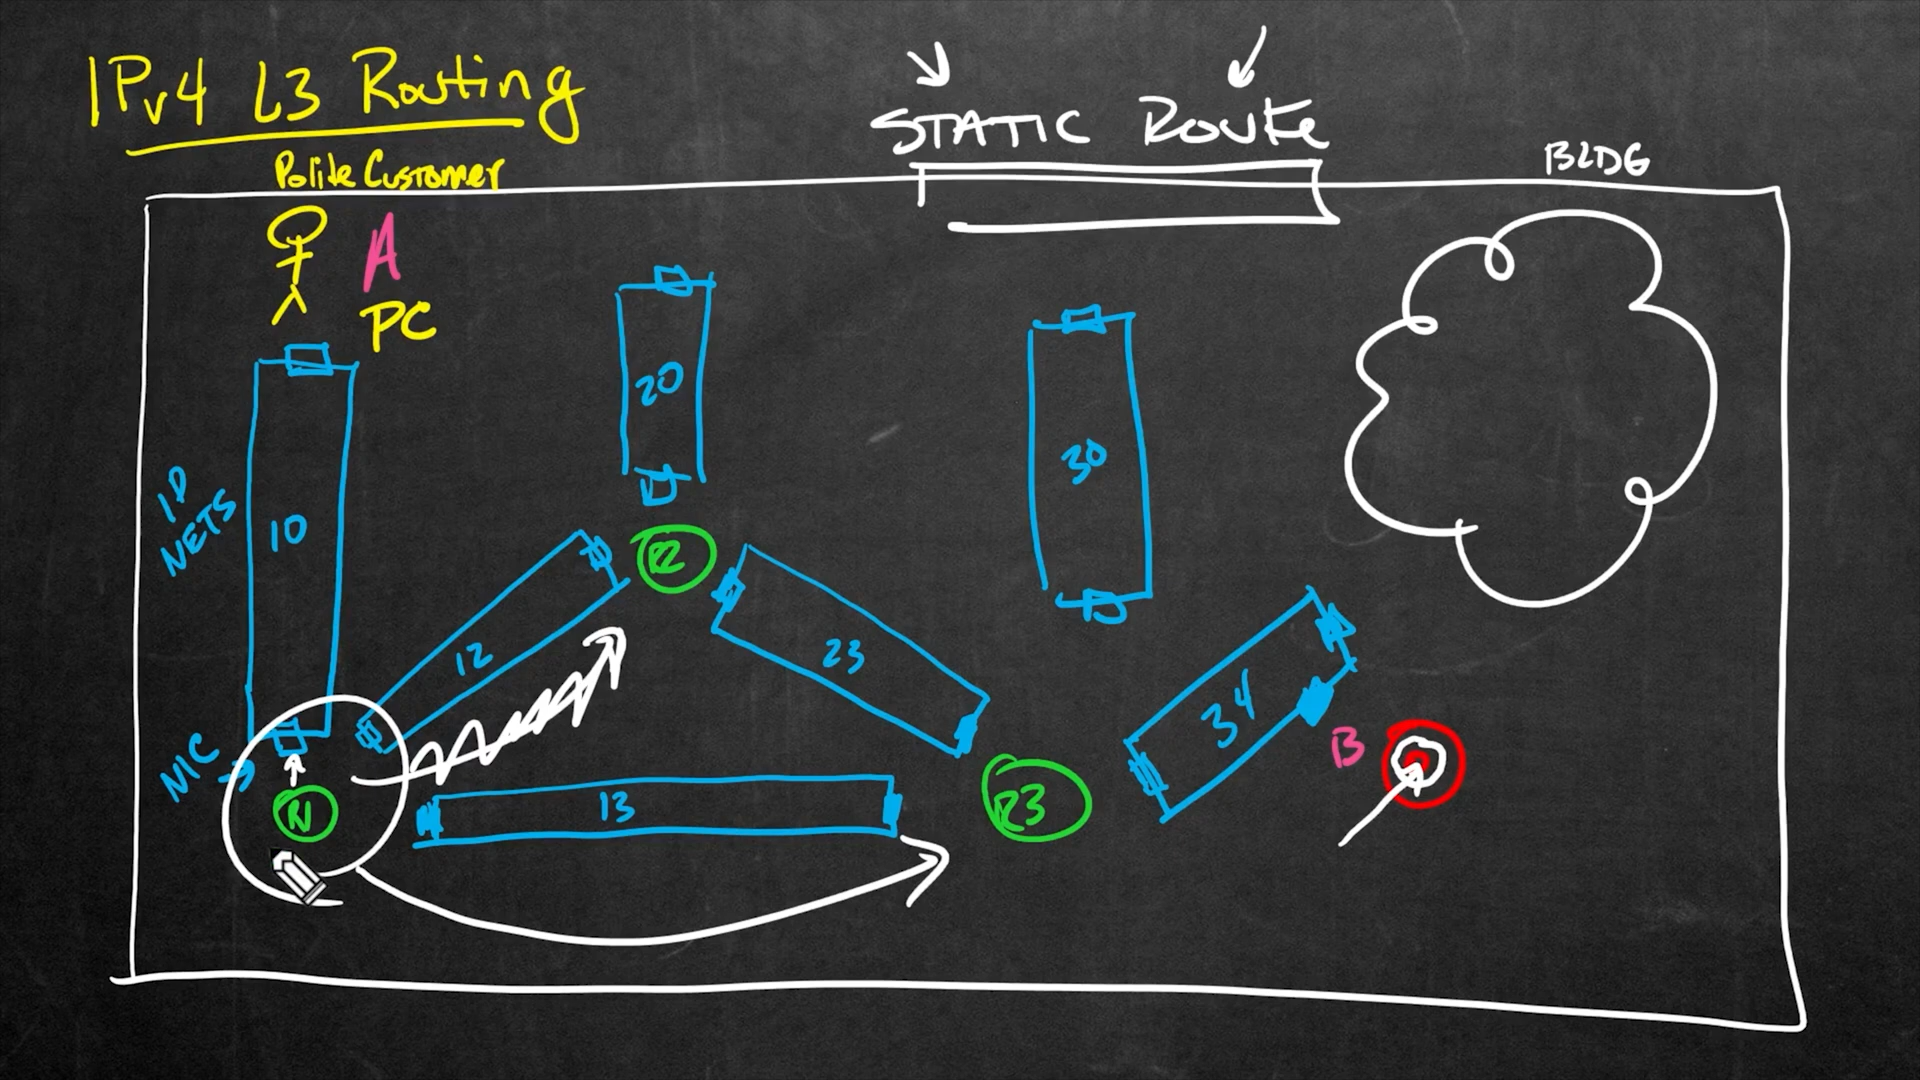 IPv4 L3 Routing
STATIC Route
BLDG
Polite Customer
A
PC
20
30
IP
NETS
10
R2
12
23
34
B
NIC
13
R3